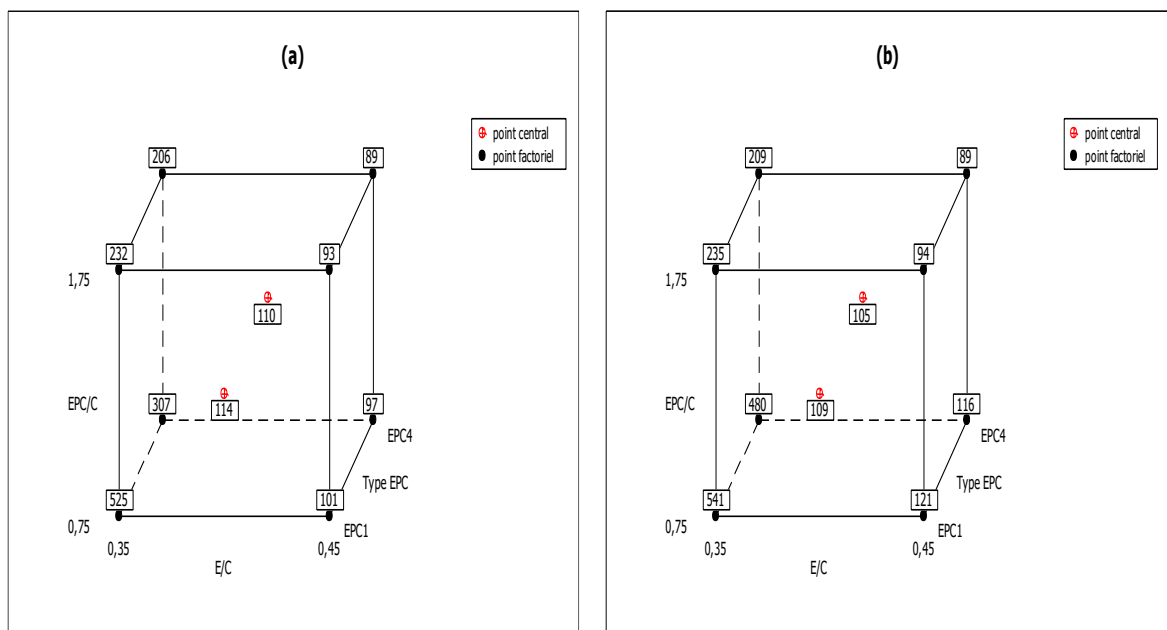 (a)
point central
point factoriel
206
89
232
93
1,75
110
EPC/C
307
114
97
EPC4
Type EPC
525
101
0,75
EPC1
0,35
0,45
E/C
(b)
point central
point factoriel
209
89
235
94
1,75
105
EPC/C
480
109
116
EPC4
Type EPC
541
121
0,75
EPC1
0,35
0,45
E/C